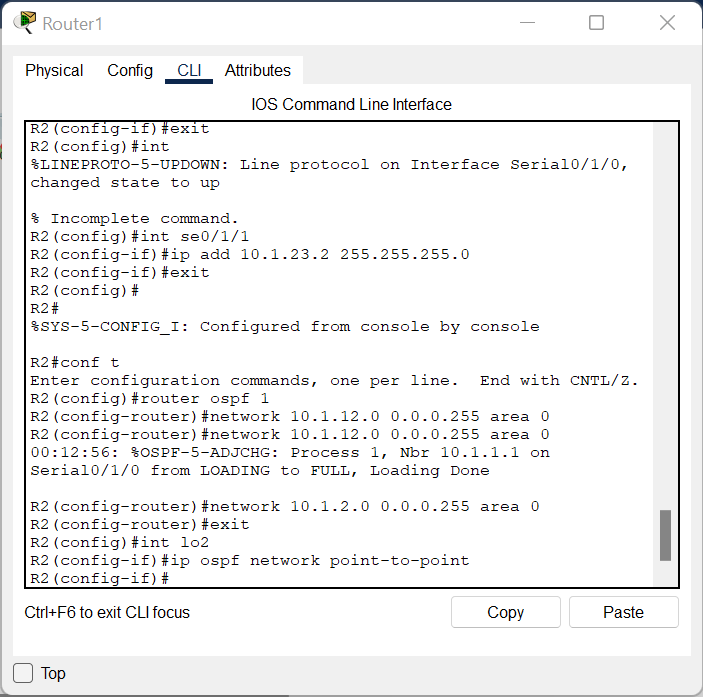 Router1
Physical Config CLI Attributes
IOS Command Line Interface
R2(config-if)#exit
R2(config)#int
%LINEPROTO-5-UPDOWN: Line protocol on Interface Serial0/1/0,
changed state to up
% Incomplete command.
R2(config)#int se0/1/1
R2(config-if)#ip add 10.1.23.2 255.255.255.0
R2(config-if)#exit
R2(config)#
R2#
%SYS-5-CONFIG_I: Configured from console by console
R2#conf t
Enter configuration commands, one per line.  End with CNTL/Z.
R2(config)#router ospf 1
R2(config-router)#network 10.1.12.0 0.0.0.255 area 0
R2(config-router)#network 10.1.12.0 0.0.0.255 area 0
00:12:56: %OSPF-5-ADJCHG: Process 1, Nbr 10.1.1.1 on
Serial0/1/0 from LOADING to FULL, Loading Done
R2(config-router)#network 10.1.2.0 0.0.0.255 area 0
R2(config-router)#exit
R2(config)#int lo2
R2(config-if)#ip ospf network point-to-point
R2(config-if)#
Ctrl+F6 to exit CLI focus
Copy
Paste
Top